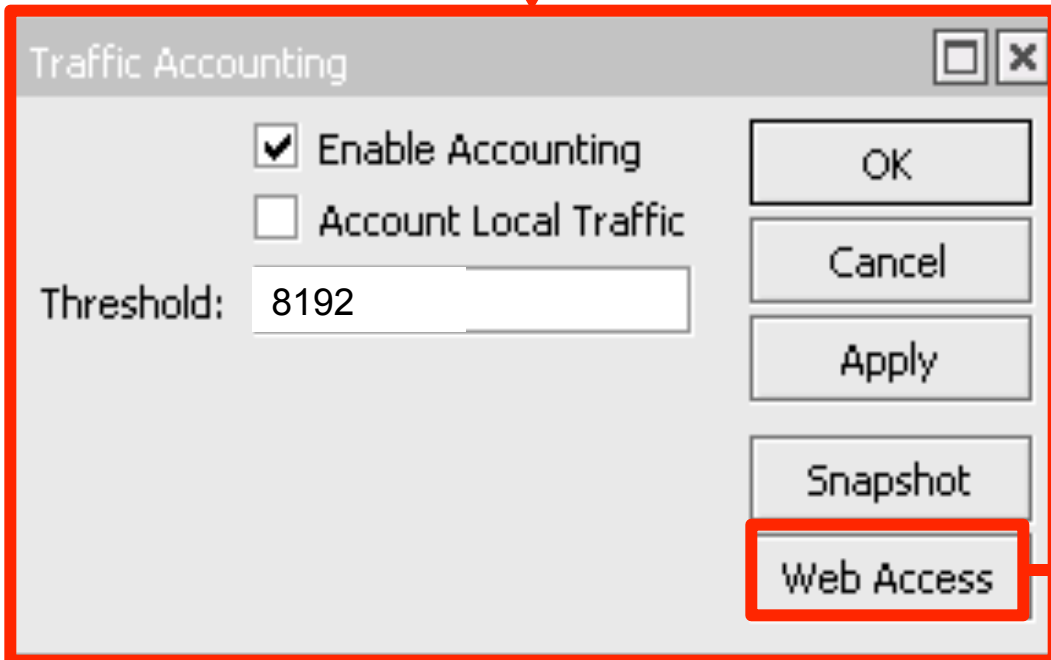 Traffic Accounting
Enable Accounting
Account Local Traffic
Threshold: 8192
OK
Cancel
Apply
Snapshot
Web Access